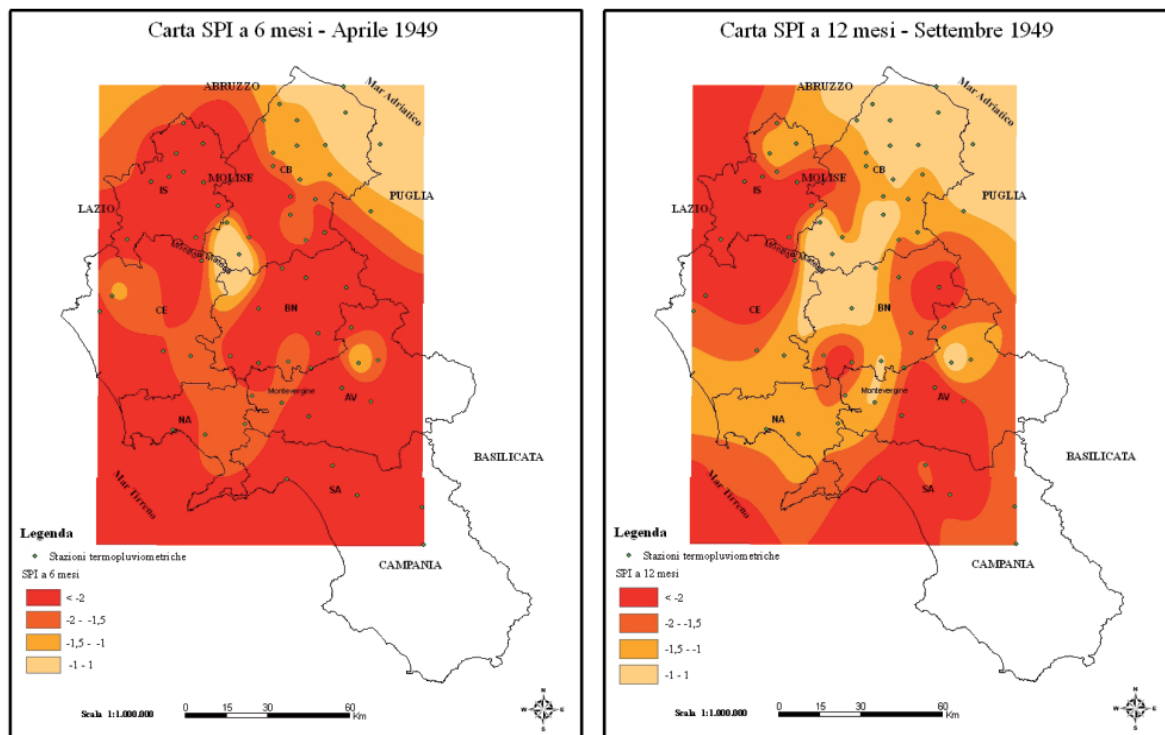 Carta SPI a 6 mesi - Aprile 1949
ABRUZZO
Mar Adriatico
CB
MOLISE
IS
PUGLIA
LAZIO
CE
BN
Montevergine
AV
NA
BASILICATA
Mar Tirreno
SA
Legenda
Stazioni termopluviometriche
CAMPANIA
SPI a 6 mesi
< -2
-2 - -1,5
-1,5 - -1
-1 - 1
N
W E
S
Scala 1:1.000.000
0 15 30 60
Km
Carta SPI a 12 mesi - Settembre 1949
ABRUZZO
Mar Adriatico
CB
MOLISE
IS
PUGLIA
LAZIO
CE
BN
Montevergine
AV
NA
BASILICATA
Mar Tirreno
SA
Legenda
Stazioni termopluviometriche
CAMPANIA
SPI a 12 mesi
< -2
-2 - -1,5
-1,5 - -1
-1 - 1
N
W E
S
Scala 1:1.000.000
0 15 30 60
Km